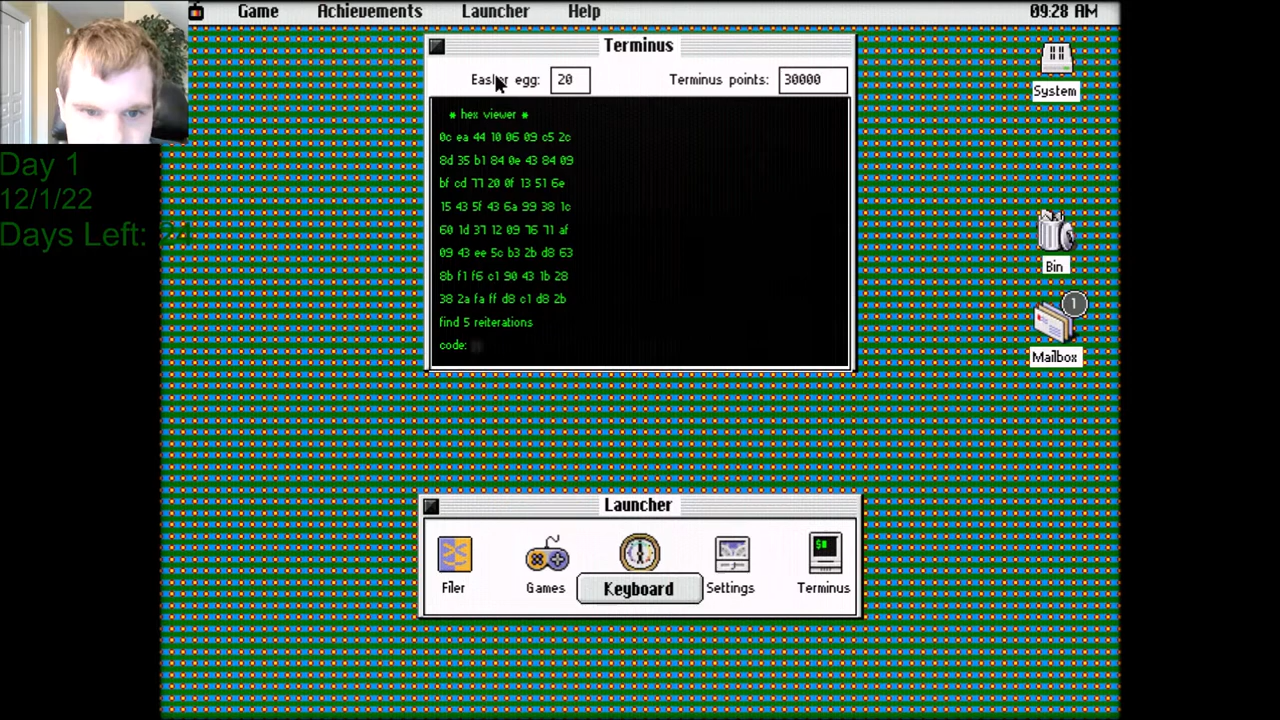 Game Achievements Launcher Help 09:28 AM
Terminus
Easter egg: 20 Terminus points: 30000
* hex viewer *
0c ea 44 10 06 09 c5 2c
8d 35 b1 84 0e 43 84 09
bf cd 77 20 0f 13 51 6e
15 43 5f 43 6a 99 38 1c
60 1d 37 12 09 76 71 af
09 43 ee 5c b3 2b d8 63
8b f1 f6 c1 90 43 1b 28
38 2a fa ff d8 c1 d8 2b
find 5 reiterations
code:
System
Bin
1
Mailbox
Day 1
12/1/22
Days Left: 24
Launcher
Filer Games Keyboard Settings Terminus